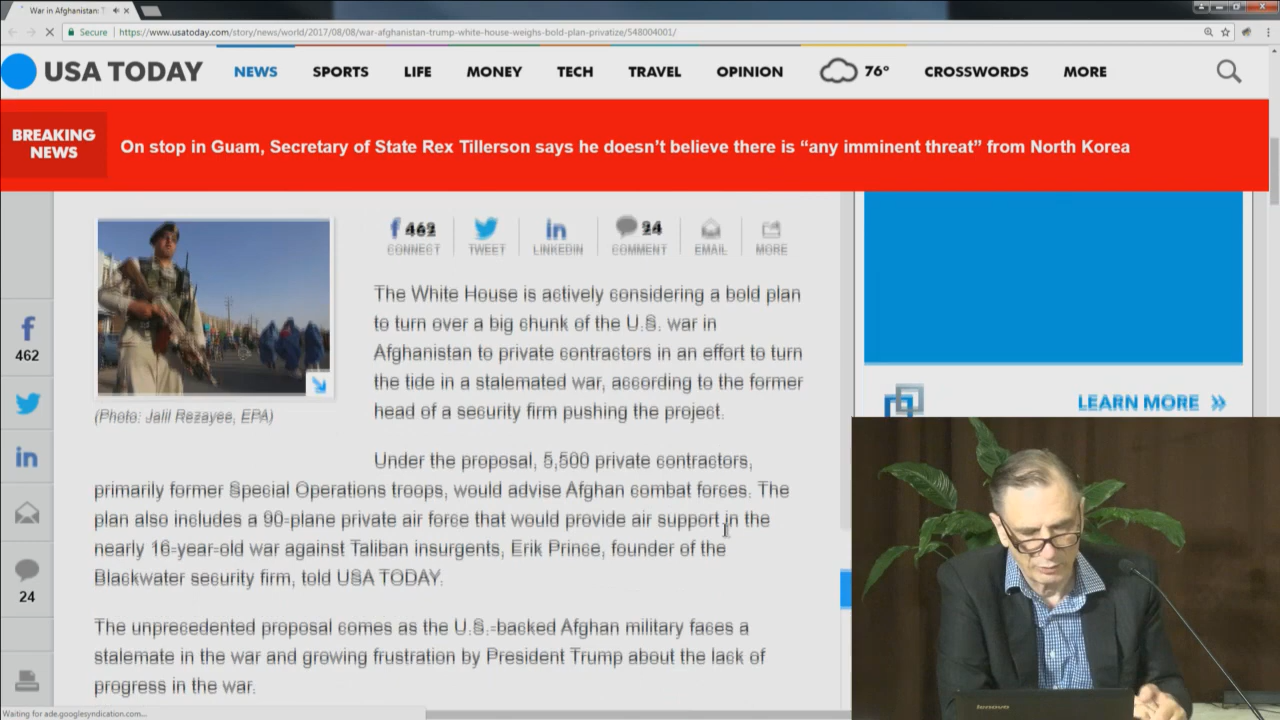 War in Afghanistan: T
Secure
https://www.usatoday.com/story/news/world/2017/08/08/war-afghanistan-trump-white-house-weighs-bold-plan-privatize/548004001/
USA TODAY
NEWS SPORTS LIFE MONEY TECH TRAVEL OPINION 76° CROSSWORDS MORE
BREAKING
NEWS
On stop in Guam, Secretary of State Rex Tillerson says he doesn't believe there is “any imminent threat” from North Korea
462
CONNECT
TWEET
LINKEDIN
24
COMMENT
EMAIL
MORE
462
24
(Photo: Jalil Rezayee, EPA)
The White House is actively considering a bold plan
to turn over a big chunk of the U.S. war in
Afghanistan to private contractors in an effort to turn
the tide in a stalemated war, according to the former
head of a security firm pushing the project.
Under the proposal, 5,500 private contractors,
primarily former Special Operations troops, would advise Afghan combat forces. The
plan also includes a 90-plane private air force that would provide air support in the
nearly 16-year-old war against Taliban insurgents, Erik Prince, founder of the
Blackwater security firm, told USA TODAY.
The unprecedented proposal comes as the U.S.-backed Afghan military faces a
stalemate in the war and growing frustration by President Trump about the lack of
progress in the war.
LEARN MORE »
lenovo
Waiting for ade.googlesyndication.com...